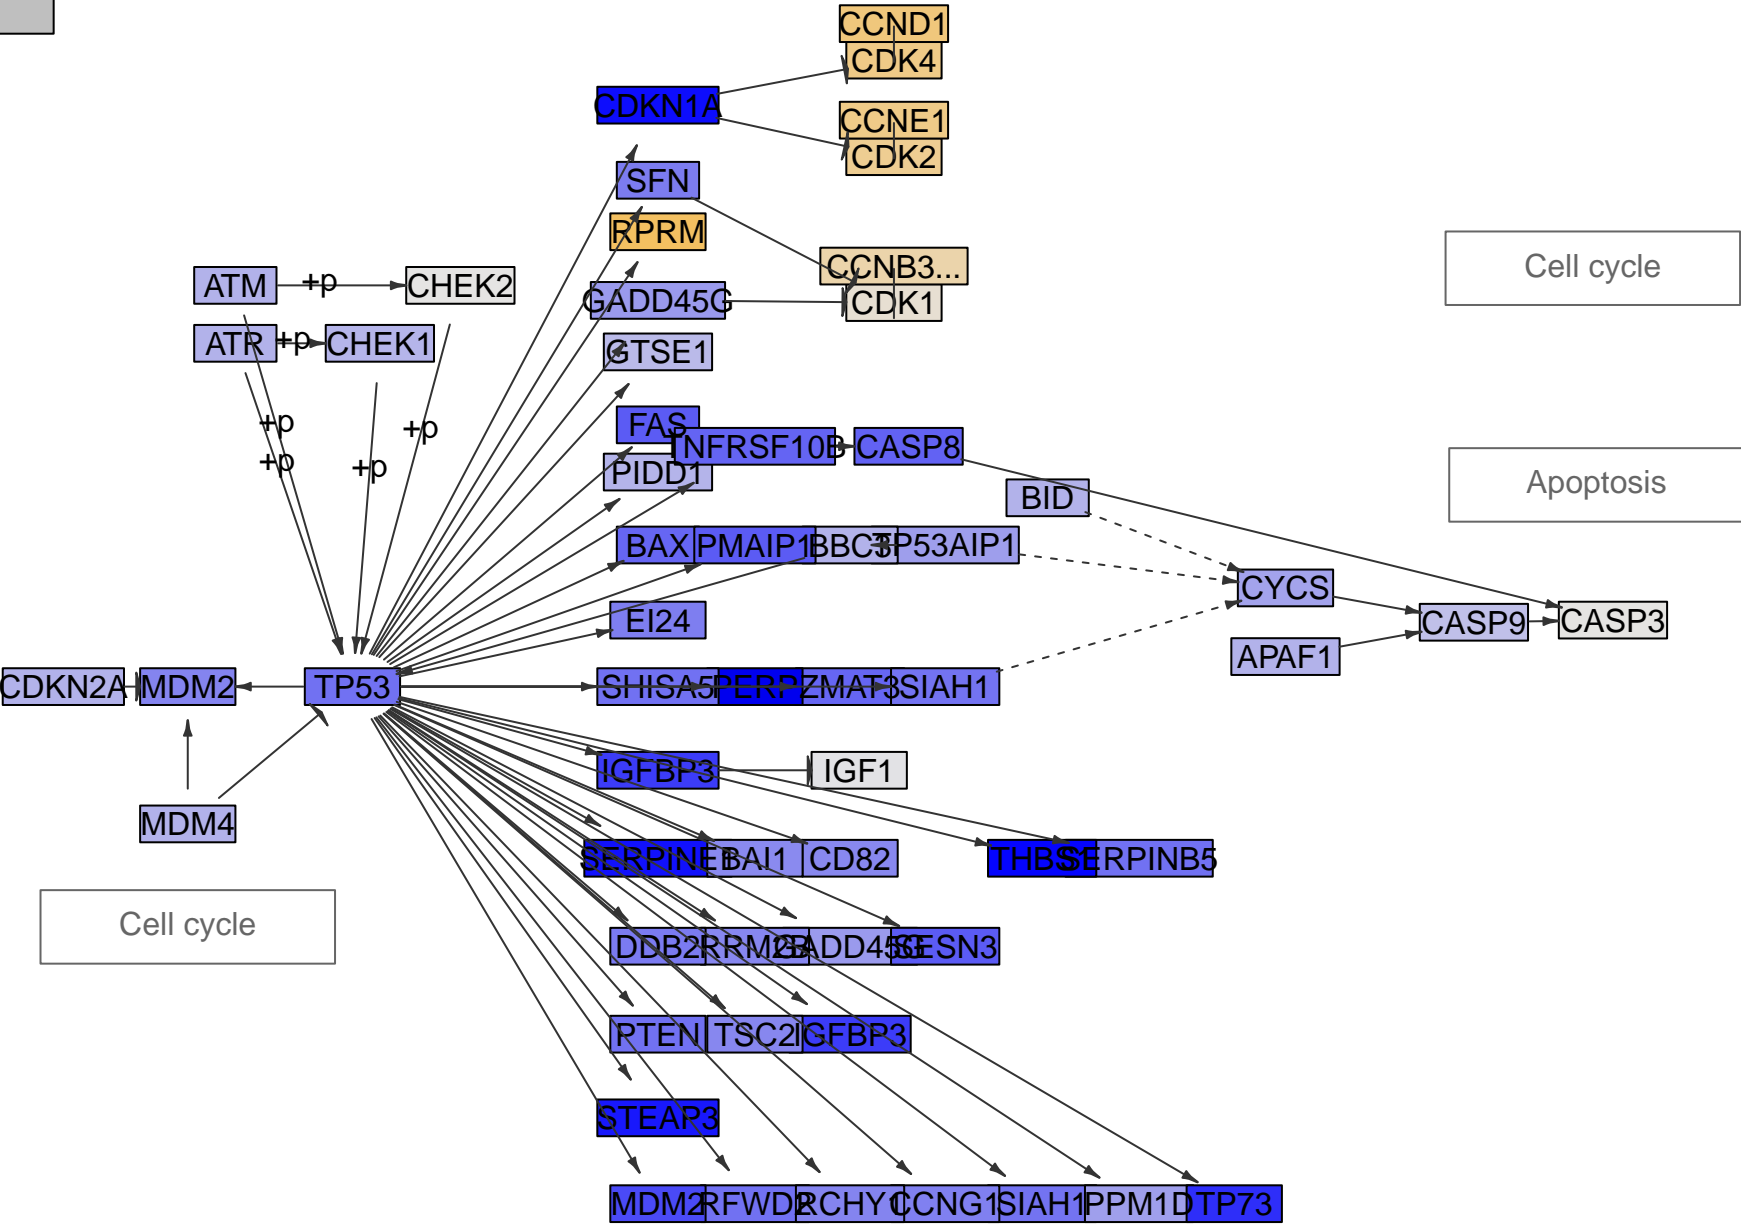 CCND1
CDK4
CDKN1A
CCNE1
CDK2
SFN
RPRM
Cell cycle
CCNB3...
ATM
+p
CHEK2
GADD45G
CDK1
ATR
+p
CHEK1
GTSE1
FAS
+p
+p
TNFRSF10B
CASP8
+p
+p
PIDD1
Apoptosis
BID
BAX
PMAIP1
BBC3
TP53AIP1
CYCS
EI24
CASP9
CASP3
APAF1
CDKN2A
MDM2
TP53
SHISA5
PERP
ZMAT3
SIAH1
IGFBP3
IGF1
MDM4
SERPINE1
BAI1
CD82
THBS1
SERPINB5
Cell cycle
DDB2
RRM2B
GADD45G
SESN3
PTEN
TSC2
IGFBP3
STEAP3
MDM2
RFWD2
RCHY1
CCNG1
SIAH1
PPM1D
TP73